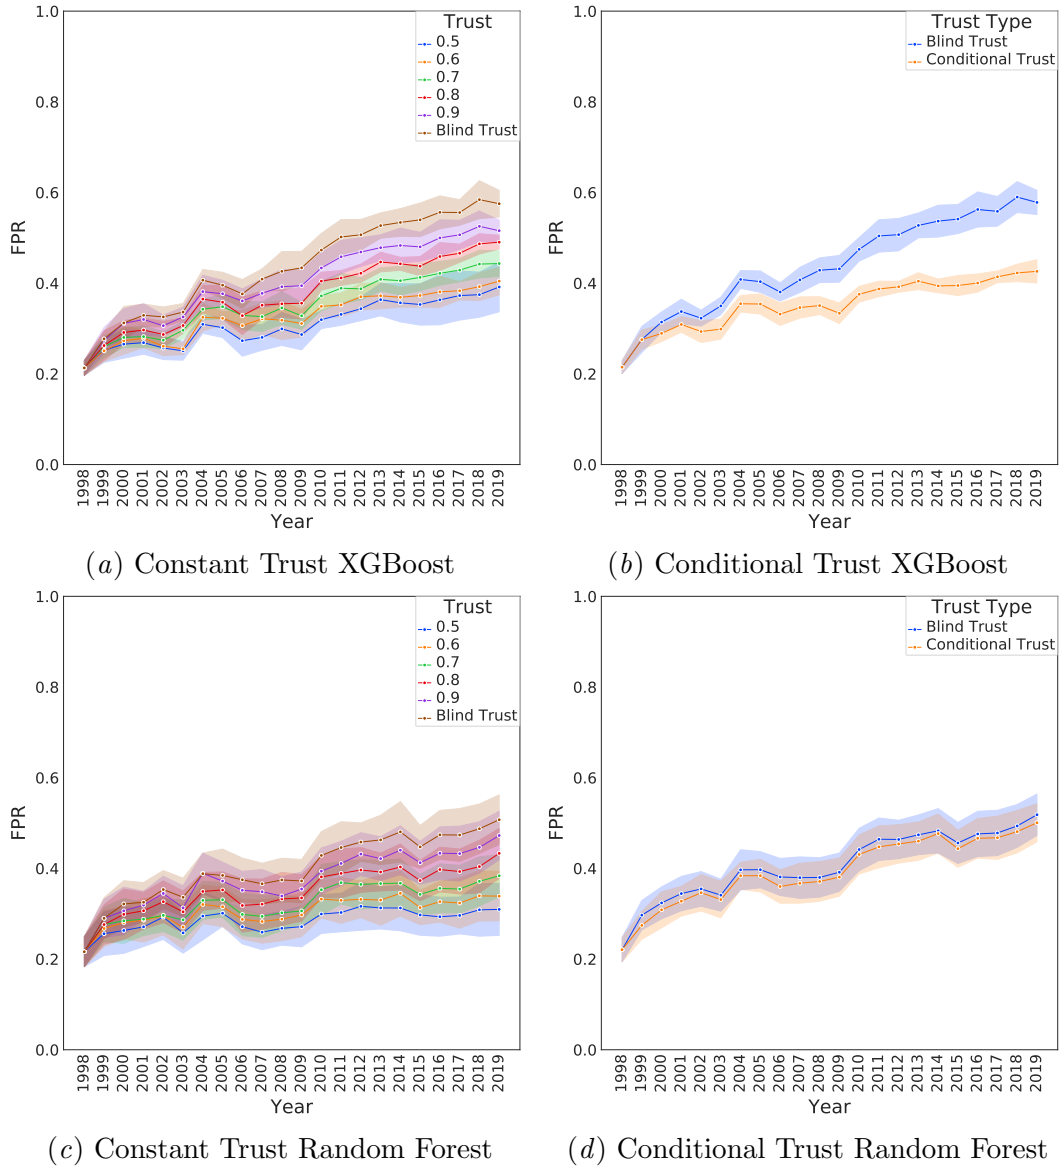 1.0
0.8
0.6
0.4
0.2
0.0
FPR
Trust
0.5
0.6
0.7
0.8
0.9
Blind Trust
1998 1999 2000 2001 2002 2003 2004 2005 2006 2007 2008 2009 2010 2011 2012 2013 2014 2015 2016 2017 2018 2019
Year
(a) Constant Trust XGBoost
1.0
0.8
0.6
0.4
0.2
0.0
FPR
Trust Type
Blind Trust
Conditional Trust
1998 1999 2000 2001 2002 2003 2004 2005 2006 2007 2008 2009 2010 2011 2012 2013 2014 2015 2016 2017 2018 2019
Year
(b) Conditional Trust XGBoost
1.0
0.8
0.6
0.4
0.2
0.0
FPR
Trust
0.5
0.6
0.7
0.8
0.9
Blind Trust
1998 1999 2000 2001 2002 2003 2004 2005 2006 2007 2008 2009 2010 2011 2012 2013 2014 2015 2016 2017 2018 2019
Year
(c) Constant Trust Random Forest
1.0
0.8
0.6
0.4
0.2
0.0
FPR
Trust Type
Blind Trust
Conditional Trust
1998 1999 2000 2001 2002 2003 2004 2005 2006 2007 2008 2009 2010 2011 2012 2013 2014 2015 2016 2017 2018 2019
Year
(d) Conditional Trust Random Forest